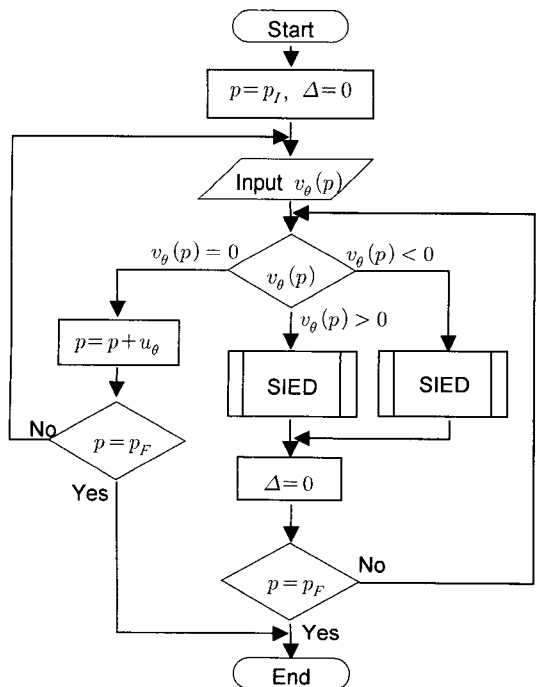 Start
p=p_I, Δ=0
Input v_θ(p)
v_θ(p)=0
v_θ(p)<0
v_θ(p)
v_θ(p)>0
p=p+u_θ
SIED
SIED
No
p=p_F
Δ=0
Yes
No
p=p_F
Yes
End